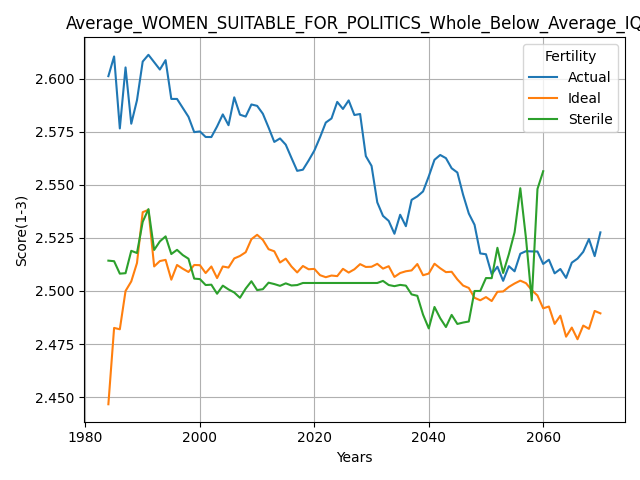 Average_WOMEN_SUITABLE_FOR_POLITICS_Whole_Below_Average_IQ
Fertility
Actual
Ideal
Sterile
Score(1-3)
2.600
2.575
2.550
2.525
2.500
2.475
2.450
1980 2000 2020 2040 2060
Years